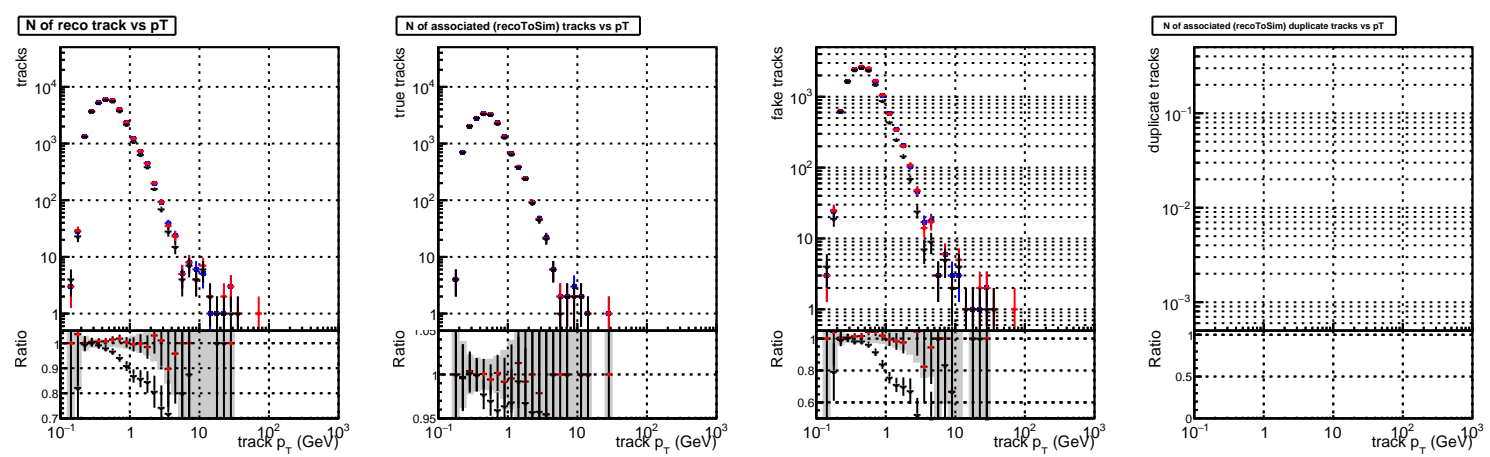 N of reco track vs pT
tracks
10^4
10^3
10^2
10
1
Ratio
1
0.9
0.8
0.7
10^-1 1 10 10^2 10^3
track p_T (GeV)
N of associated (recoToSim) tracks vs pT
true tracks
10^4
10^3
10^2
10
1
Ratio
1.05
1
0.95
10^-1 1 10 10^2 10^3
track p_T (GeV)
fake tracks
10^3
10^2
10
1
Ratio
1
0.8
0.6
10^-1 1 10 10^2 10^3
track p_T (GeV)
N of associated (recoToSim) duplicate tracks vs pT
duplicate tracks
10^-1
10^-2
10^-3
Ratio
1
0.5
0
10^-1 1 10 10^2 10^3
track p_T (GeV)